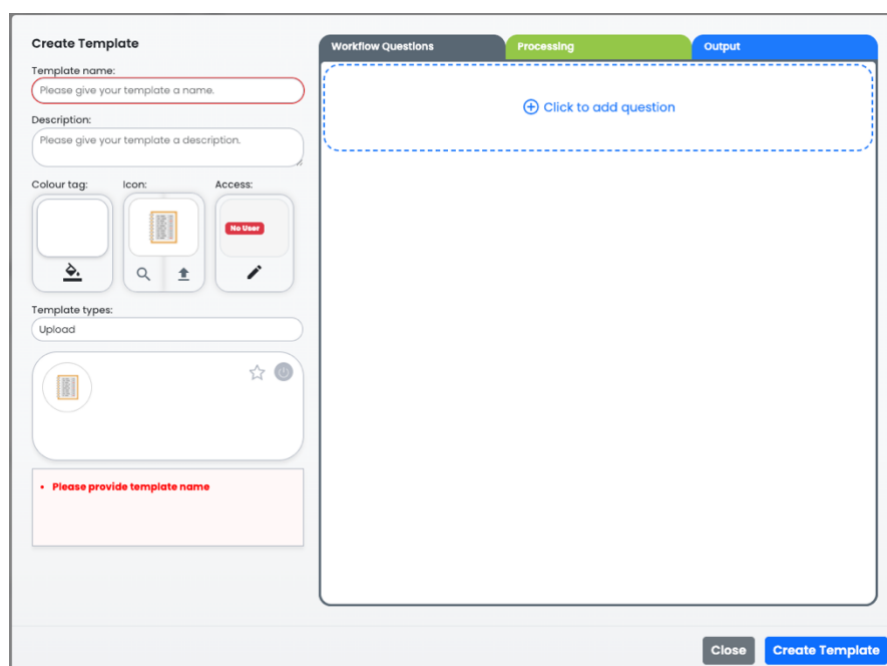 Create Template
Template name:
Please give your template a name.
Description:
Please give your template a description.
Colour tag:
Icon:
Access:
No User
Template types:
Upload
• Please provide template name
Workflow Questions
Processing
Output
Click to add question
Close
Create Template